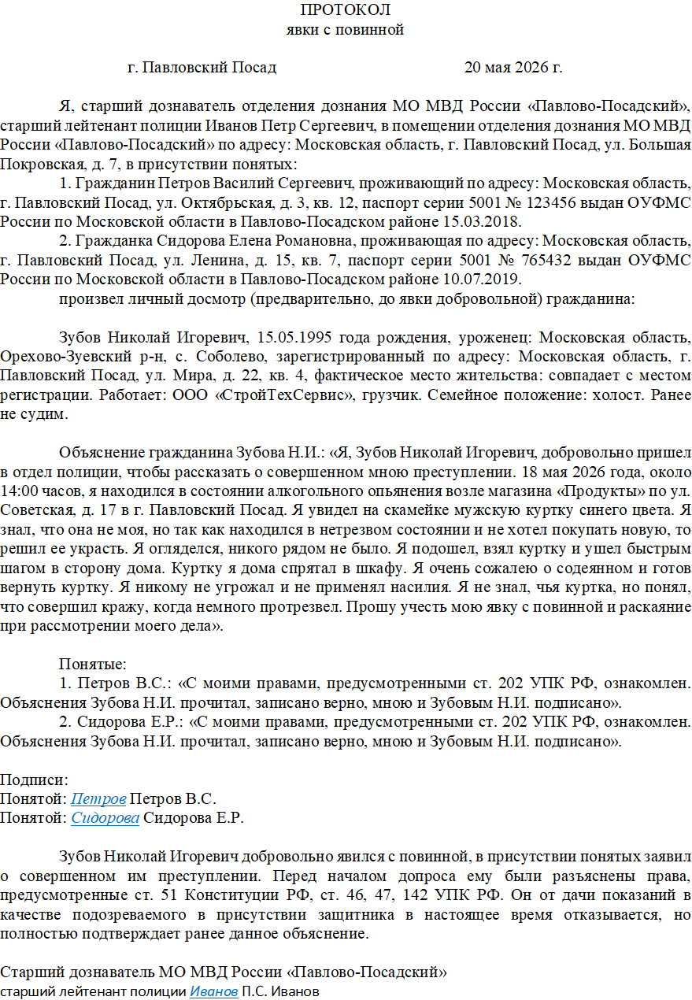 ПРОТОКОЛ
явки с повинной
г. Павловский Посад 20 мая 2026 г.
Я, старший дознаватель отделения дознания МО МВД России «Павлово-Посадский»,
старший лейтенант полиции Иванов Петр Сергеевич, в помещении отделения дознания МО МВД
России «Павлово-Посадский» по адресу: Московская область, г. Павловский Посад, ул. Большая
Покровская, д. 7, в присутствии понятых:
1. Гражданин Петров Василий Сергеевич, проживающий по адресу: Московская область,
г. Павловский Посад, ул. Октябрьская, д. 3, кв. 12, паспорт серии 5001 № 123456 выдан ОУФМС
России по Московской области в Павлово-Посадском районе 15.03.2018.
2. Гражданка Сидорова Елена Романовна, проживающая по адресу: Московская область,
г. Павловский Посад, ул. Ленина, д. 15, кв. 7, паспорт серии 5001 № 765432 выдан ОУФМС
России по Московской области в Павлово-Посадском районе 10.07.2019.
произвел личный досмотр (предварительно, до явки добровольной) гражданина:
Зубов Николай Игоревич, 15.05.1995 года рождения, уроженец: Московская область,
Орехово-Зуевский р-н, с. Соболево, зарегистрированный по адресу: Московская область, г.
Павловский Посад, ул. Мира, д. 22, кв. 4, фактическое место жительства: совпадает с местом
регистрации. Работает: ООО «СтройТехСервис», грузчик. Семейное положение: холост. Ранее
не судим.
Объяснение гражданина Зубова Н.И.: «Я, Зубов Николай Игоревич, добровольно пришел
в отдел полиции, чтобы рассказать о совершенном мною преступлении. 18 мая 2026 года, около
14:00 часов, я находился в состоянии алкогольного опьянения возле магазина «Продукты» по ул.
Советская, д. 17 в г. Павловский Посад. Я увидел на скамейке мужскую куртку синего цвета. Я
знал, что она не моя, но так как находился в нетрезвом состоянии и не хотел покупать новую, то
решил ее украсть. Я огляделся, никого рядом не было. Я подошел, взял куртку и ушел быстрым
шагом в сторону дома. Куртку я дома спрятал в шкафу. Я очень сожалею о содеянном и готов
вернуть куртку. Я никому не угрожал и не применял насилия. Я не знал, чья куртка, но понял,
что совершил кражу, когда немного протрезвел. Прошу учесть мою явку с повинной и раскаяние
при рассмотрении моего дела».
Понятые:
1. Петров В.С.: «С моими правами, предусмотренными ст. 202 УПК РФ, ознакомлен.
Объяснения Зубова Н.И. прочитал, записано верно, мною и Зубовым Н.И. подписано».
2. Сидорова Е.Р.: «С моими правами, предусмотренными ст. 202 УПК РФ, ознакомлен.
Объяснения Зубова Н.И. прочитал, записано верно, мною и Зубовым Н.И. подписано».
Подписи:
Понятой: Петров Петров В.С.
Понятой: Сидорова Сидорова Е.Р.
Зубов Николай Игоревич добровольно явился с повинной, в присутствии понятых заявил
о совершенном им преступлении. Перед началом допроса ему были разъяснены права,
предусмотренные ст. 51 Конституции РФ, ст. 46, 47, 142 УПК РФ. Он от дачи показаний в
качестве подозреваемого в присутствии защитника в настоящее время отказывается, но
полностью подтверждает ранее данное объяснение.
Старший дознаватель МО МВД России «Павлово-Посадский»
старший лейтенант полиции Иванов П.С. Иванов